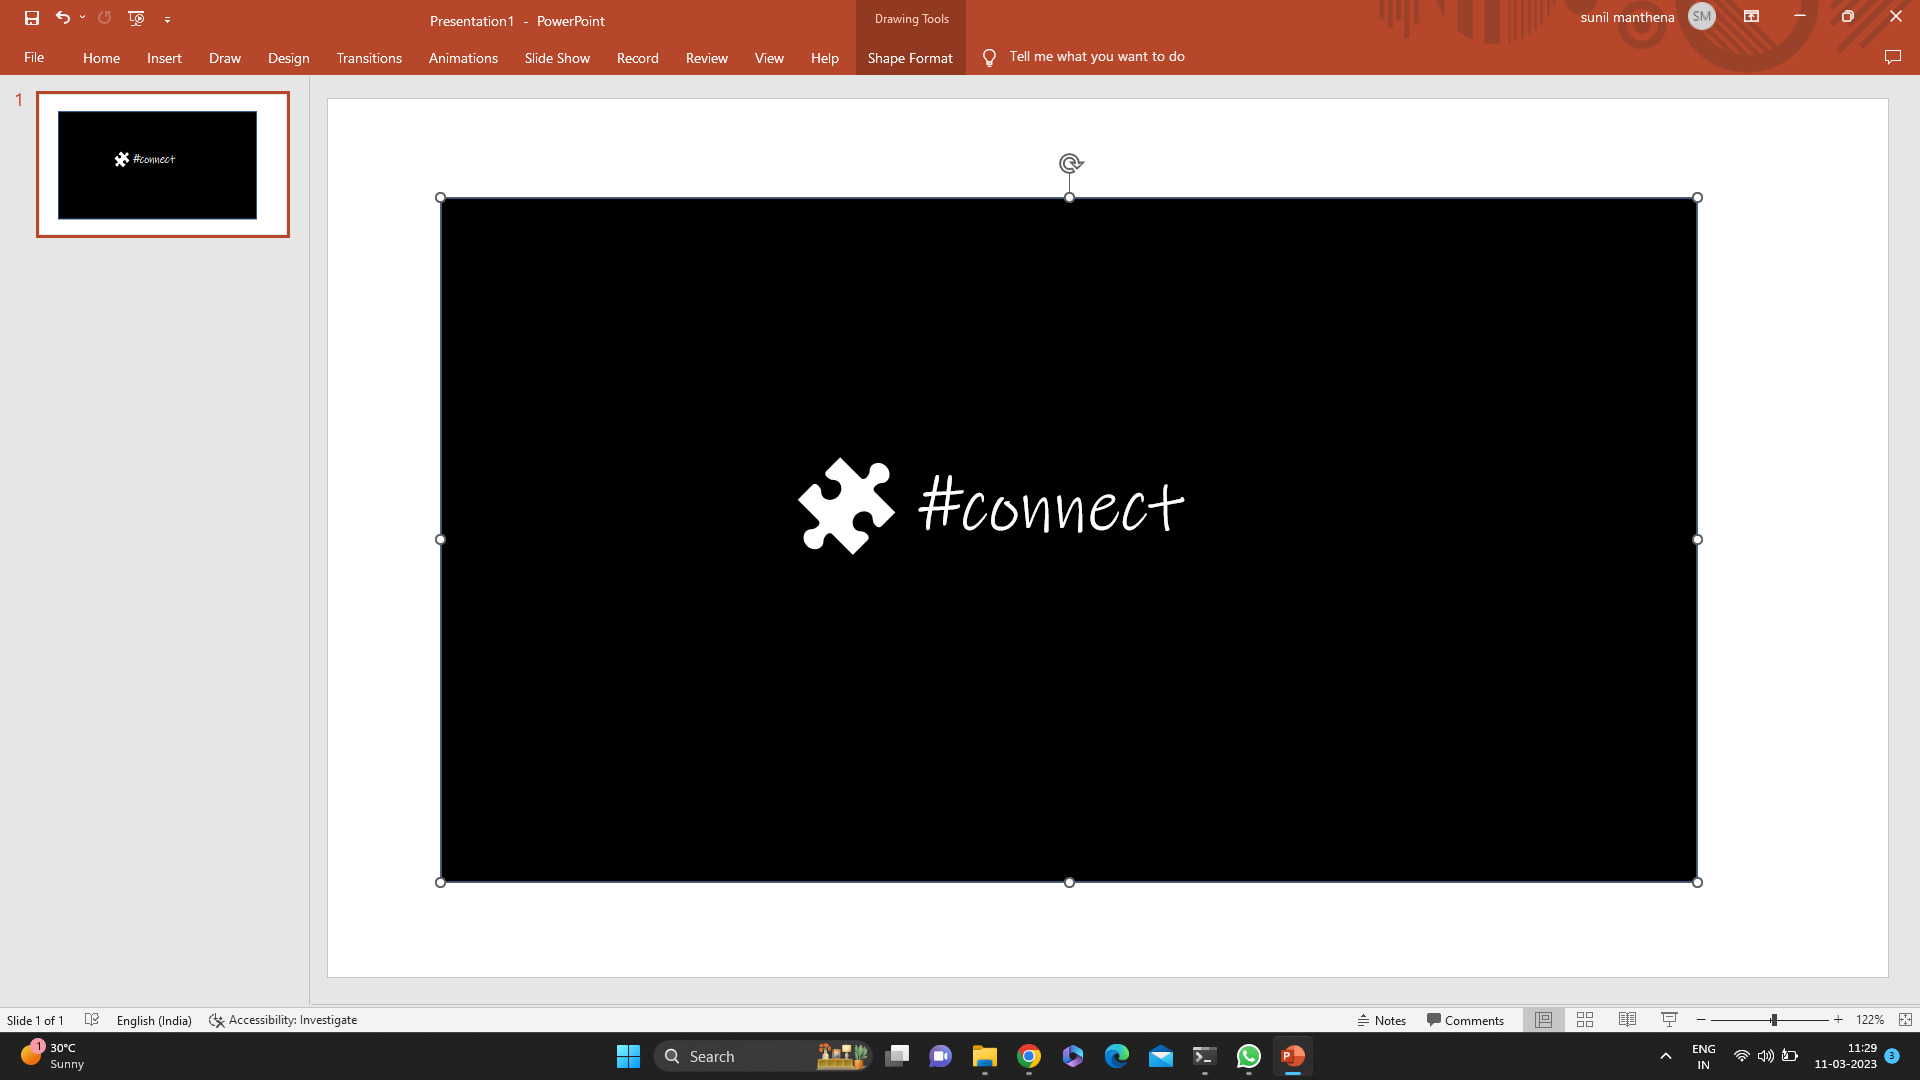 Presentation1 - PowerPoint
Drawing Tools
sunil manthena
SM
File
Home
Insert
Draw
Design
Transitions
Animations
Slide Show
Record
Review
View
Help
Shape Format
Tell me what you want to do
1
#connect
#connect
Slide 1 of 1
English (India)
Accessibility: Investigate
Notes
Comments
122%
1
30°C
Sunny
Search
P
ENG
IN
11:29
11-03-2023
3